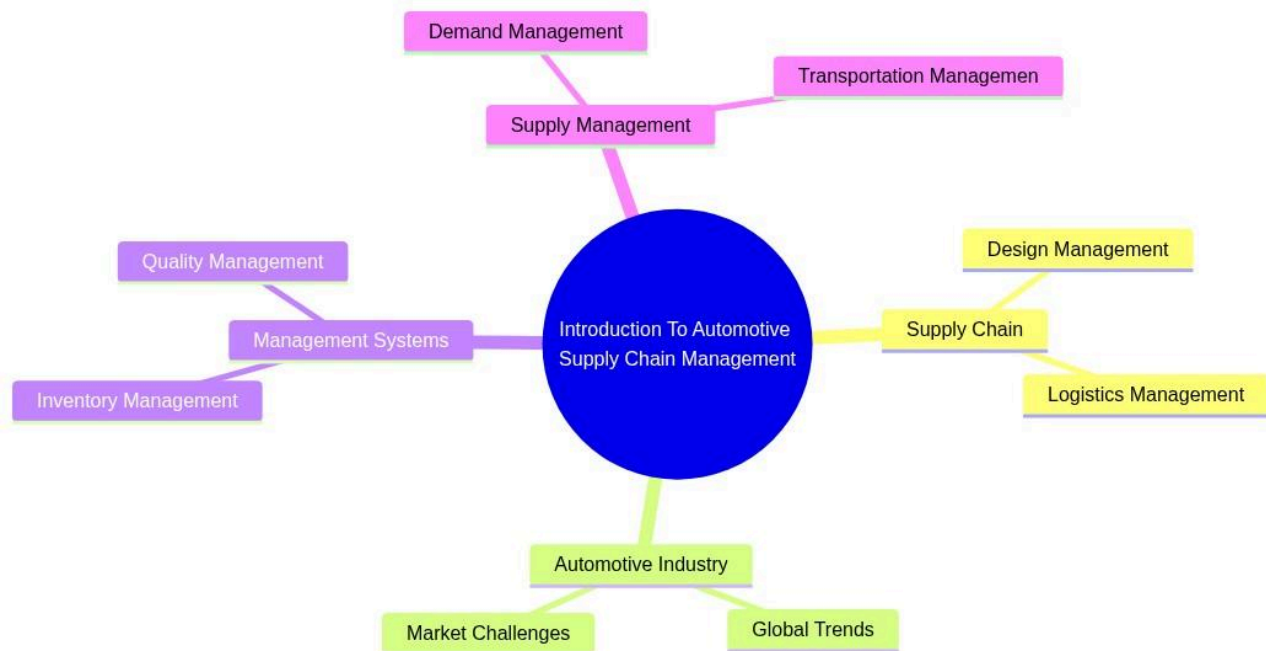 Demand Management
Transportation Managemen
Supply Management
Quality Management
Design Management
Management Systems
Introduction To Automotive
Supply Chain Management
Supply Chain
Inventory Management
Logistics Management
Automotive Industry
Market Challenges
Global Trends